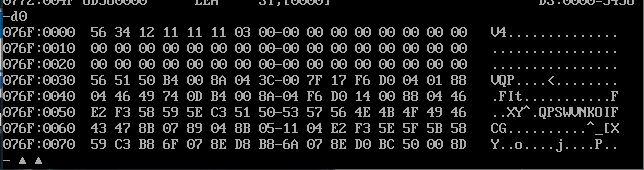 -d0
076F:0000 56 34 12 11 11 11 03 00-00 00 00 00 00 00 00 00 V4..............
076F:0010 00 00 00 00 00 00 00 00-00 00 00 00 00 00 00 00 ................
076F:0020 00 00 00 00 00 00 00 00-00 00 00 00 00 00 00 00 ................
076F:0030 56 51 50 B4 00 8A 04 3C-00 7F 17 F6 D0 04 01 88 VQP....<........
076F:0040 04 46 49 74 0D B4 00 8A-04 F6 D0 14 00 88 04 46 .FIt...........F
076F:0050 E2 F3 58 59 5E C3 51 50-53 57 56 4E 4B 4F 49 46 ..XY^.QPSWVNKOIF
076F:0060 43 47 8B 07 89 04 8B 05-11 04 E2 F3 5E 5F 5B 58 CG..........^_[X
076F:0070 59 C3 B8 6F 07 8E D8 B8-6A 07 8E D0 BC 50 00 8D Y..o....j....P..
- ▲ ▲